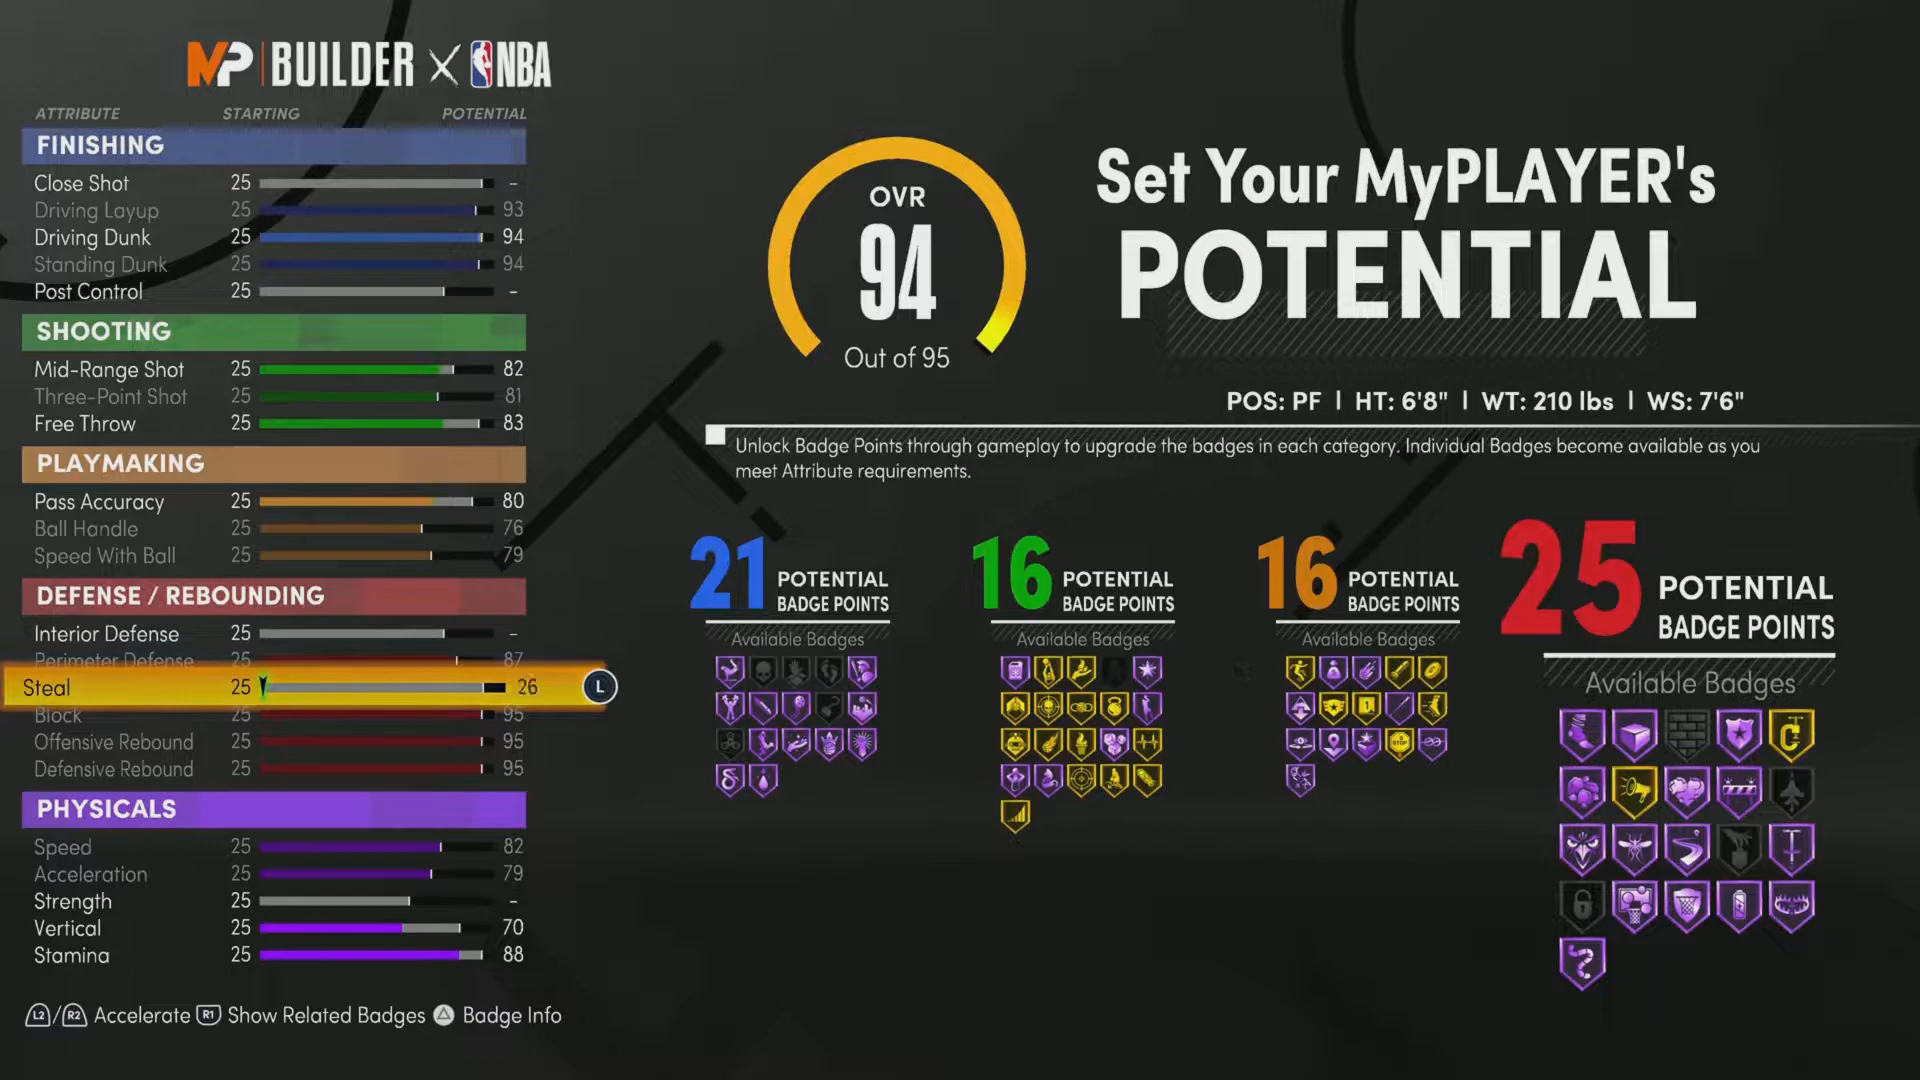 MP | BUILDER X NBA
ATTRIBUTE STARTING POTENTIAL
FINISHING
Close Shot 25 -
Driving Layup 25 93
Driving Dunk 25 94
Standing Dunk 25 94
Post Control 25 -
SHOOTING
Mid-Range Shot 25 82
Three-Point Shot 25 81
Free Throw 25 83
PLAYMAKING
Pass Accuracy 25 80
Ball Handle 25 76
Speed With Ball 25 79
DEFENSE / REBOUNDING
Interior Defense 25 -
Perimeter Defense 25 87
Steal 25 26 L
Block 25 95
Offensive Rebound 25 95
Defensive Rebound 25 95
PHYSICALS
Speed 25 82
Acceleration 25 79
Strength 25 -
Vertical 25 70
Stamina 25 88
L2/R2 Accelerate R1 Show Related Badges Badge Info
OVR
94
Out of 95
Set Your MyPLAYER's
POTENTIAL
POS: PF | HT: 6'8" | WT: 210 lbs | WS: 7'6"
Unlock Badge Points through gameplay to upgrade the badges in each category. Individual Badges become available as you
meet Attribute requirements.
21 POTENTIAL BADGE POINTS
Available Badges
16 POTENTIAL BADGE POINTS
Available Badges
16 POTENTIAL BADGE POINTS
Available Badges
25 POTENTIAL BADGE POINTS
Available Badges